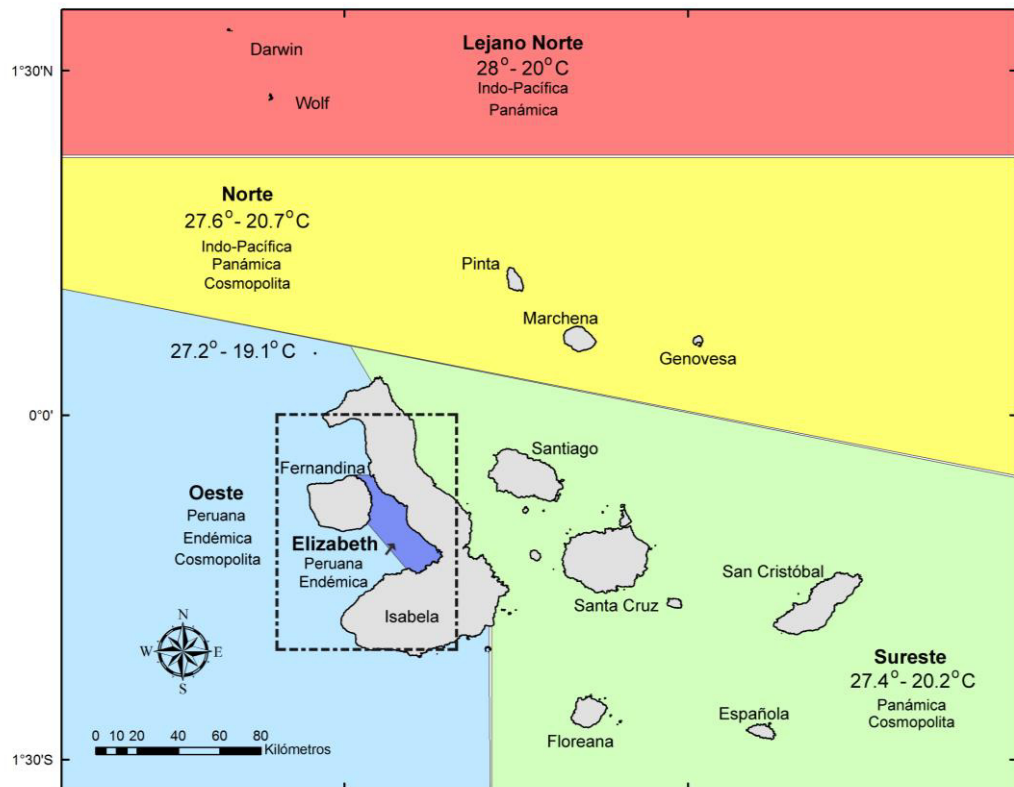 Lejano Norte
28°- 20°C
Indo-Pacífica
Panámica
Darwin
Wolf
1°30'N
Norte
27.6°- 20.7°C
Indo-Pacífica
Panámica
Cosmopolita
Pinta
Marchena
Genovesa
27.2°- 19.1°C
0°0'
Santiago
Fernandina
Oeste
Peruana
Endémica
Cosmopolita
Elizabeth
Peruana
Endémica
Isabela
Santa Cruz
San Cristóbal
N
W
E
S
Sureste
27.4°- 20.2°C
Panámica
Cosmopolita
Floreana
Española
0 10 20 40 60 80
Kilómetros
1°30'S